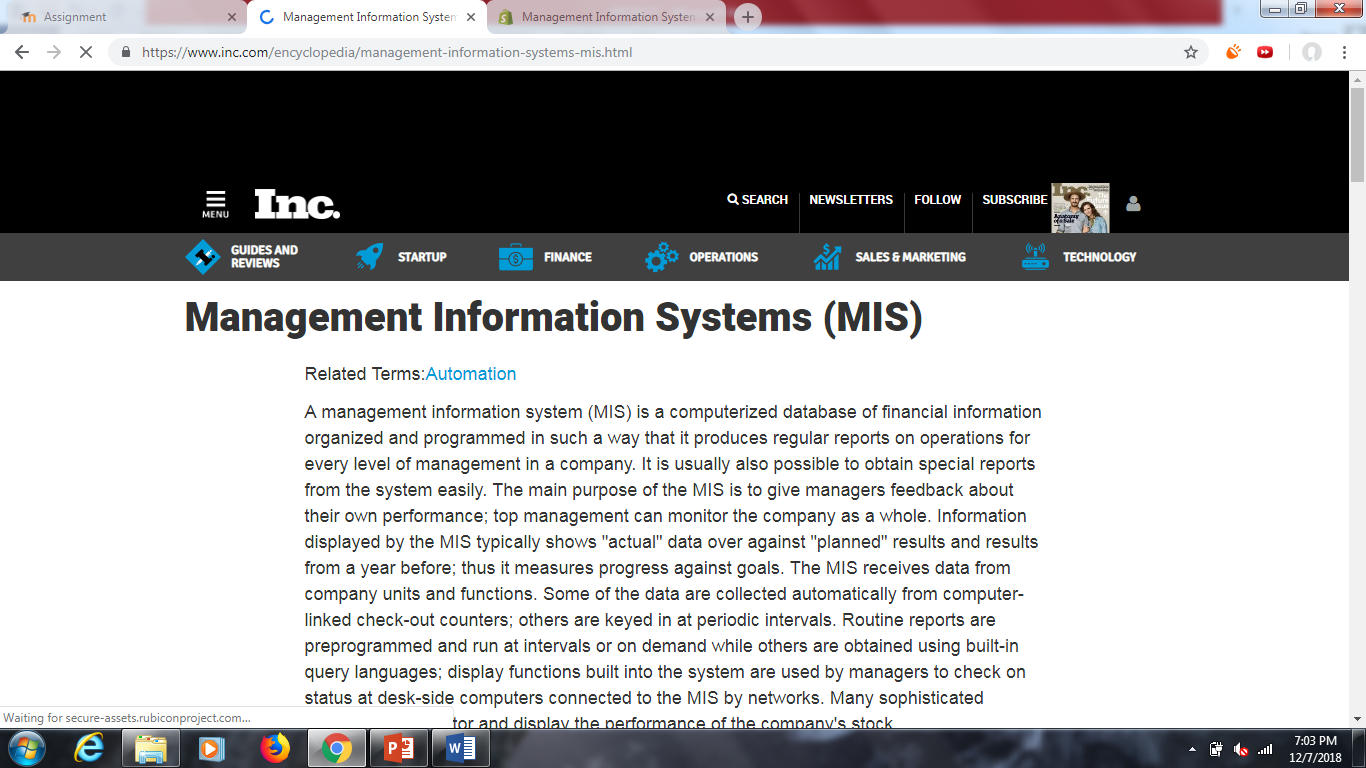 Assignment
Management Information System
Management Information System
https://www.inc.com/encyclopedia/management-information-systems-mis.html
MENU
Inc.
SEARCH
NEWSLETTERS
FOLLOW
SUBSCRIBE
GUIDES AND
REVIEWS
STARTUP
FINANCE
OPERATIONS
SALES & MARKETING
TECHNOLOGY
Management Information Systems (MIS)
Related Terms:Automation
A management information system (MIS) is a computerized database of financial information
organized and programmed in such a way that it produces regular reports on operations for
every level of management in a company. It is usually also possible to obtain special reports
from the system easily. The main purpose of the MIS is to give managers feedback about
their own performance; top management can monitor the company as a whole. Information
displayed by the MIS typically shows "actual" data over against "planned" results and results
from a year before; thus it measures progress against goals. The MIS receives data from
company units and functions. Some of the data are collected automatically from computer-
linked check-out counters; others are keyed in at periodic intervals. Routine reports are
preprogrammed and run at intervals or on demand while others are obtained using built-in
query languages; display functions built into the system are used by managers to check on
status at desk-side computers connected to the MIS by networks. Many sophisticated
tor and display the performance of the company's stock.
Waiting for secure-assets.rubiconproject.com...
7:03 PM
12/7/2018